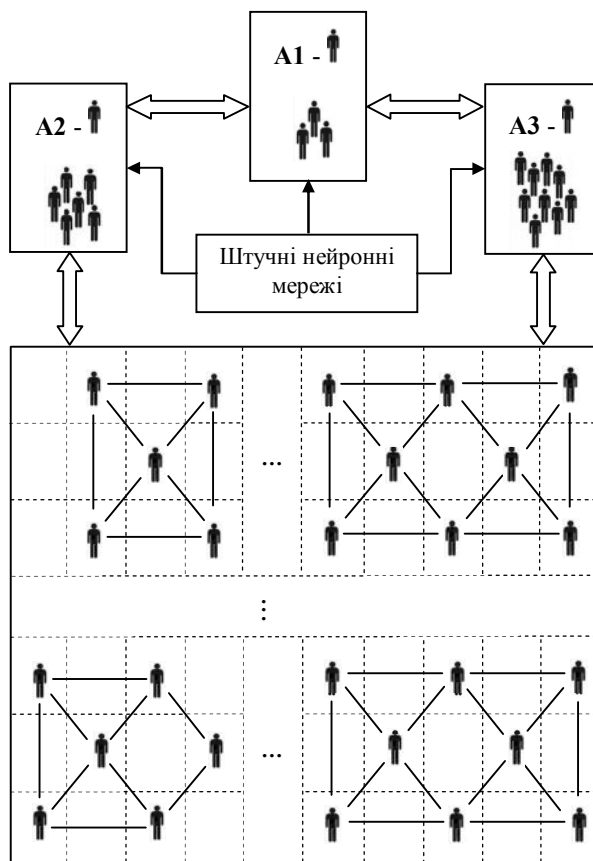 A1 -
A2 -
A3 -
Штучні нейронні
мережі
...
...
...
...